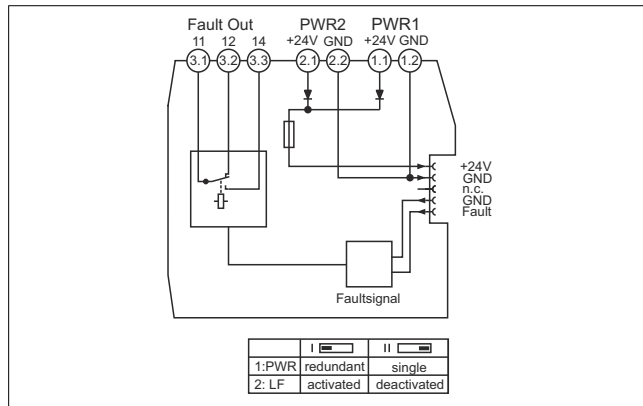 Fault Out PWR2 PWR1
11 12 14 +24V GND +24V GND
3.1 3.2 3.3 2.1 2.2 1.1 1.2
+24V
GND
n.c.
GND
Fault
Faultsignal
I II
1:PWR redundant single
2: LF activated deactivated